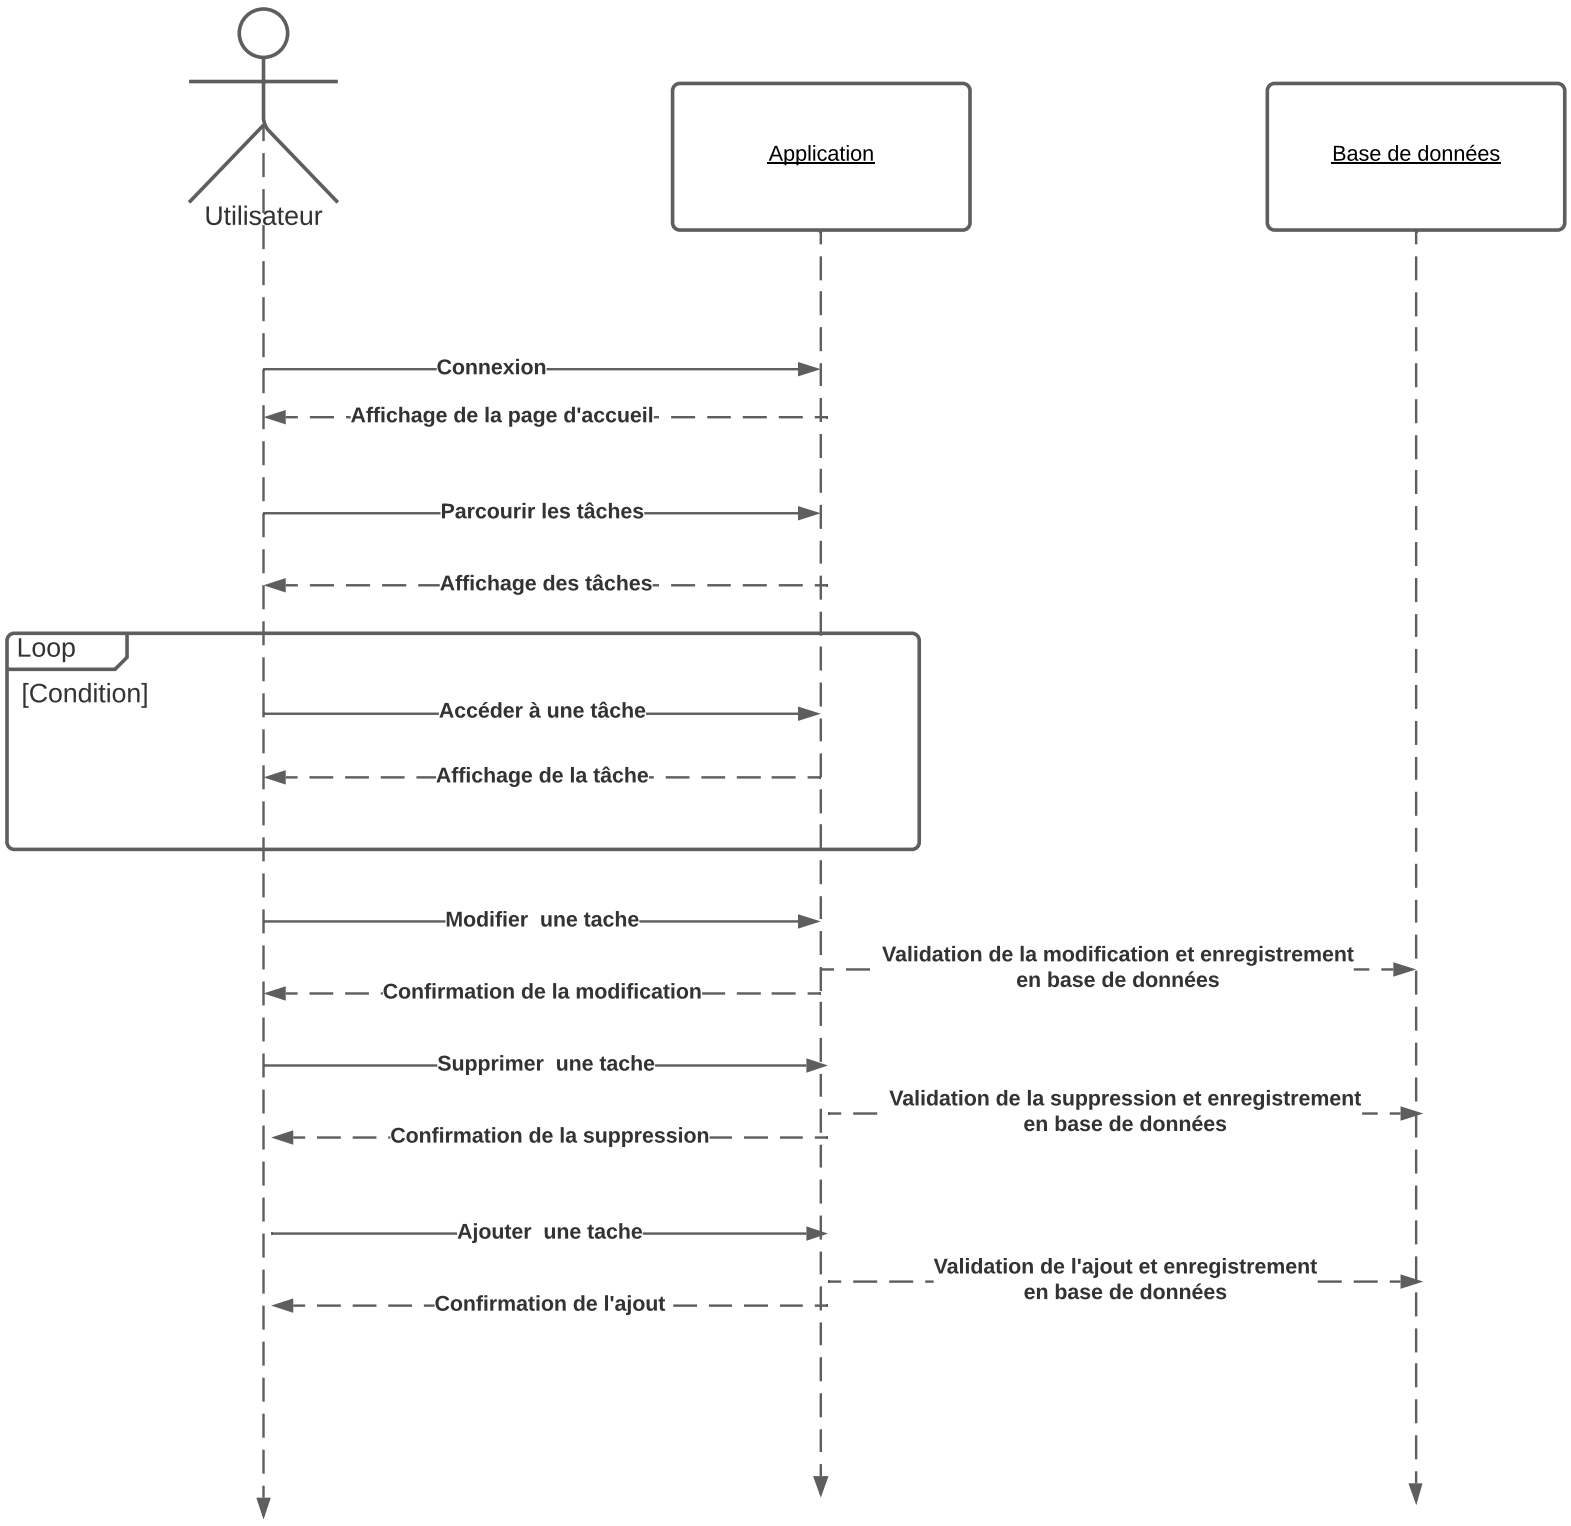 Utilisateur
Application
Base de données
Connexion
Affichage de la page d'accueil
Parcourir les tâches
Affichage des tâches
Loop
[Condition]
Accéder à une tâche
Affichage de la tâche
Modifier  une tache
Validation de la modification et enregistrement
en base de données
Confirmation de la modification
Supprimer  une tache
Validation de la suppression et enregistrement
en base de données
Confirmation de la suppression
Ajouter  une tache
Validation de l'ajout et enregistrement
en base de données
Confirmation de l'ajout